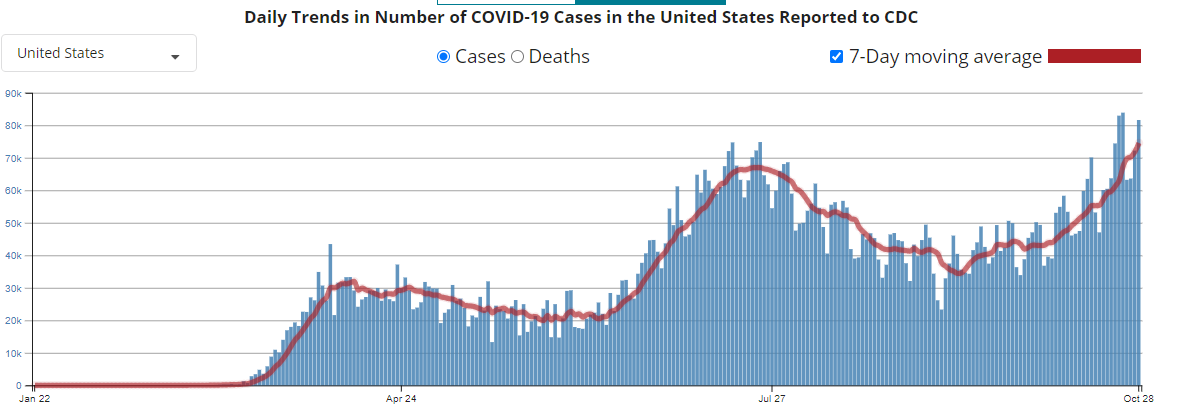 Daily Trends in Number of COVID-19 Cases in the United States Reported to CDC
United States
Cases Deaths
7-Day moving average
90k
80k
70k
60k
50k
40k
30k
20k
10k
0
Jan 22 Apr 24 Jul 27 Oct 28